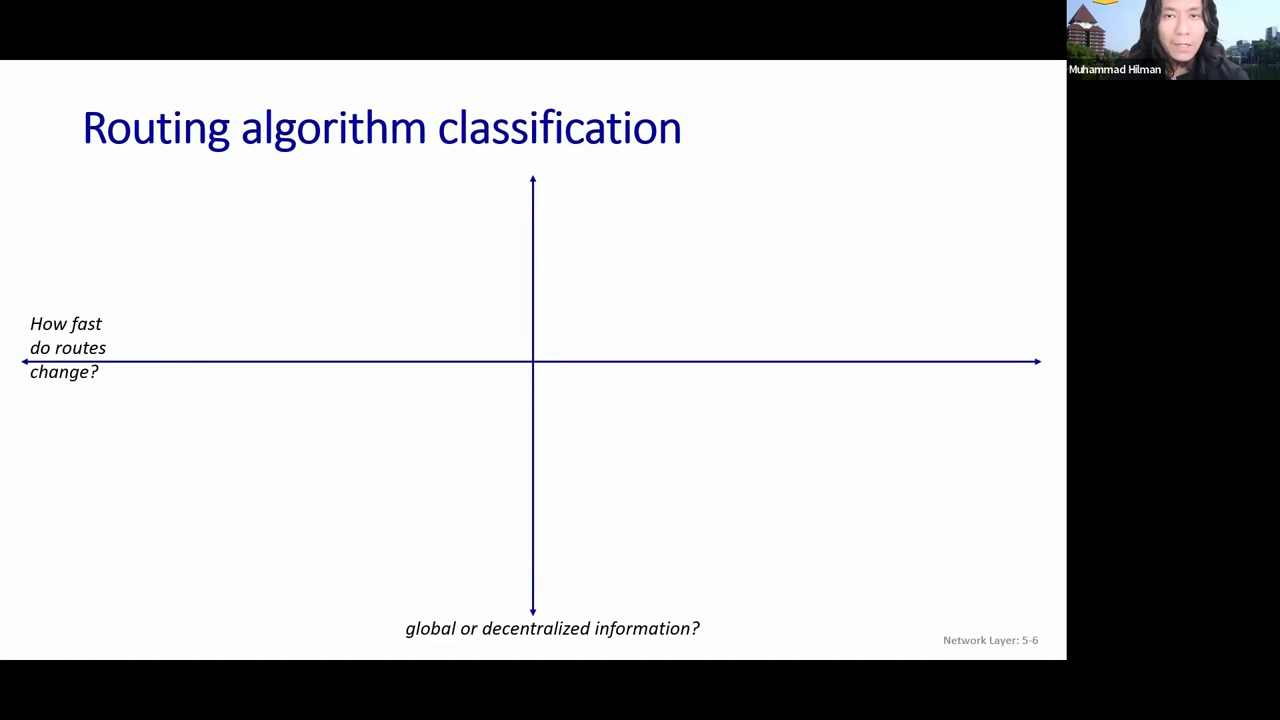 Muhammad Hilman
Routing algorithm classification
How fast
do routes
change?
global or decentralized information?
Network Layer: 5-6